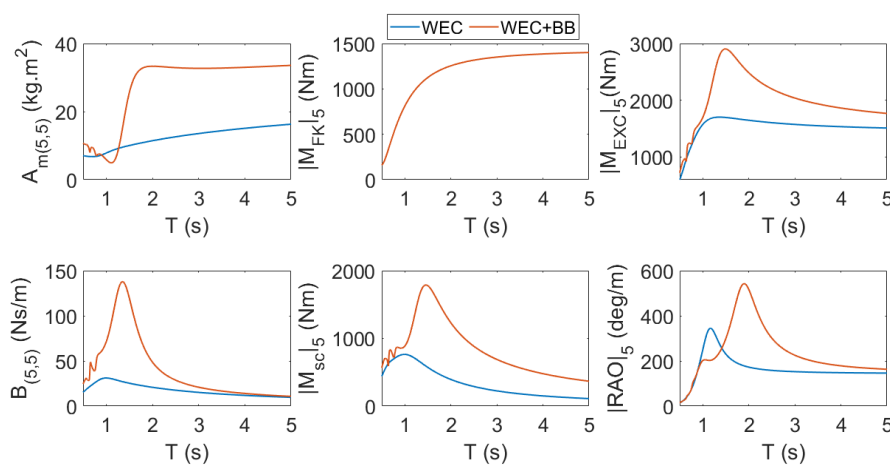 WEC WEC+BB
A_m(5,5) (kg.m²)
40
20
0
1 2 3 4 5
T (s)
|M_FK|_5 (Nm)
1500
1000
500
0
1 2 3 4 5
T (s)
|M_EXC|_5 (Nm)
3000
2000
1000
1 2 3 4 5
T (s)
B_(5,5) (Ns/m)
150
100
50
0
1 2 3 4 5
T (s)
|M_sc|_5 (Nm)
2000
1000
0
1 2 3 4 5
T (s)
|RAO|_5 (deg/m)
600
400
200
0
1 2 3 4 5
T (s)